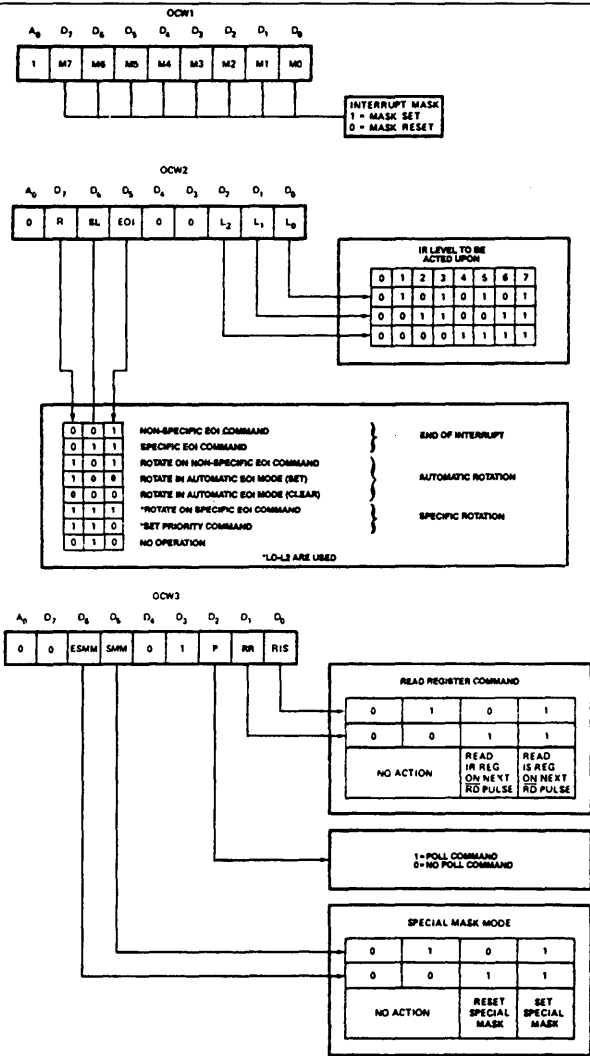 OCW1
A0 D7 D6 D5 D4 D3 D2 D1 D0
1 M7 M6 M5 M4 M3 M2 M1 M0
INTERRUPT MASK
1 = MASK SET
0 = MASK RESET
OCW2
A0 D7 D6 D5 D4 D3 D2 D1 D0
0 R SL EOI 0 0 L2 L1 L0
IR LEVEL TO BE
ACTED UPON
0 1 2 3 4 5 6 7
0 1 0 1 0 1 0 1
0 0 1 1 0 0 1 1
0 0 0 0 1 1 1 1
0 0 1 NON-SPECIFIC EOI COMMAND } END OF INTERRUPT
0 1 1 SPECIFIC EOI COMMAND
1 0 1 ROTATE ON NON-SPECIFIC EOI COMMAND
1 0 0 ROTATE IN AUTOMATIC EOI MODE (SET) } AUTOMATIC ROTATION
0 0 0 ROTATE IN AUTOMATIC EOI MODE (CLEAR)
1 1 1 *ROTATE ON SPECIFIC EOI COMMAND } SPECIFIC ROTATION
1 1 0 *SET PRIORITY COMMAND
0 1 0 NO OPERATION
*L0-L2 ARE USED
OCW3
A0 D7 D6 D5 D4 D3 D2 D1 D0
0 0 ESMM SMM 0 1 P RR RIS
READ REGISTER COMMAND
0 1 0 1
0 0 1 1
NO ACTION
READ
IR REG
ON NEXT
RD PULSE
READ
IS REG
ON NEXT
RD PULSE
1 = POLL COMMAND
0 = NO POLL COMMAND
SPECIAL MASK MODE
0 1 0 1
0 0 1 1
NO ACTION
RESET
SPECIAL
MASK
SET
SPECIAL
MASK